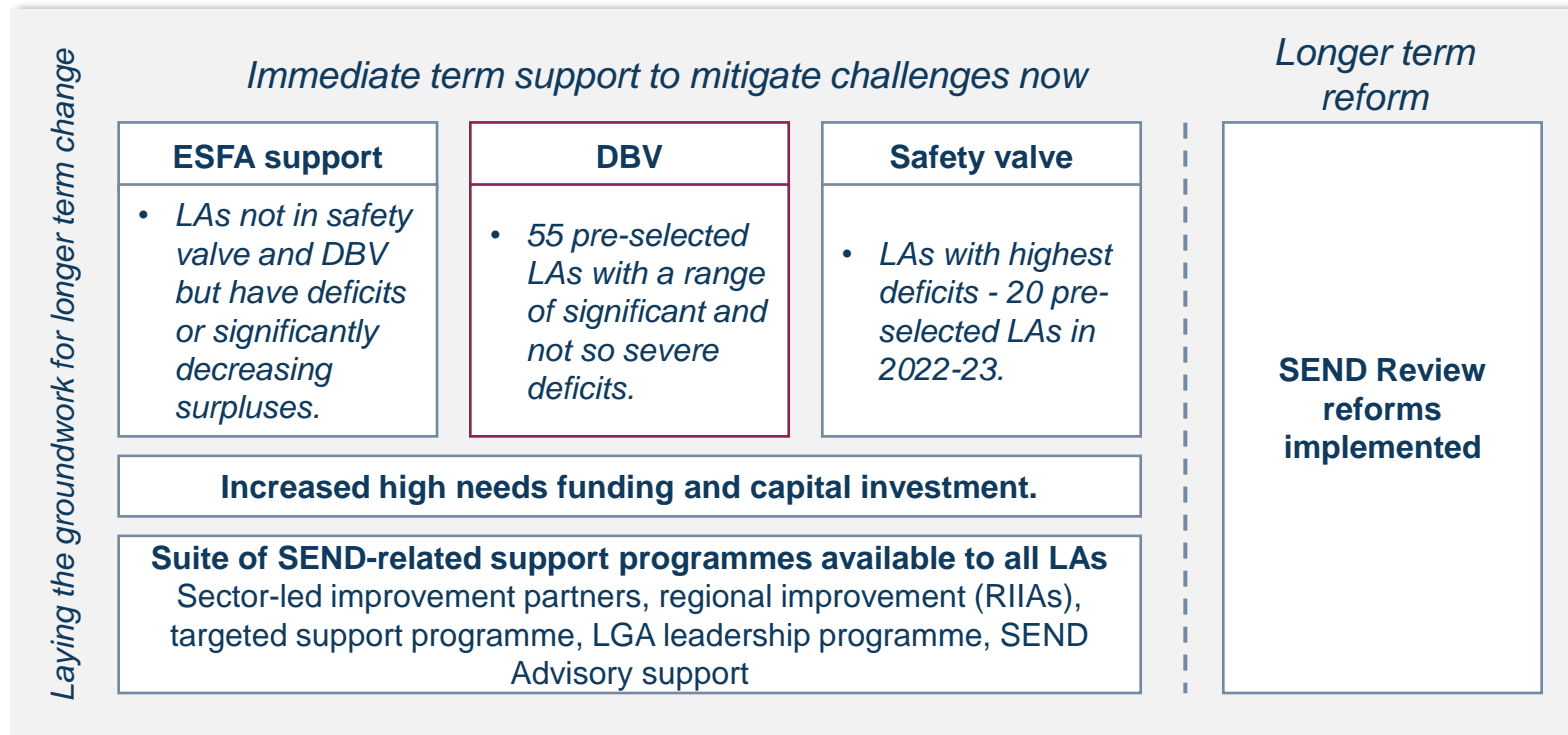 Laying the groundwork for longer term change
Immediate term support to mitigate challenges now
Longer term
reform
ESFA support
• LAs not in safety
valve and DBV
but have deficits
or significantly
decreasing
surpluses.
DBV
• 55 pre-selected
LAs with a range
of significant and
not so severe
deficits.
Safety valve
• LAs with highest
deficits - 20 pre-
selected LAs in
2022-23.
Increased high needs funding and capital investment.
Suite of SEND-related support programmes available to all LAs
Sector-led improvement partners, regional improvement (RIIAs),
targeted support programme, LGA leadership programme, SEND
Advisory support
SEND Review
reforms
implemented